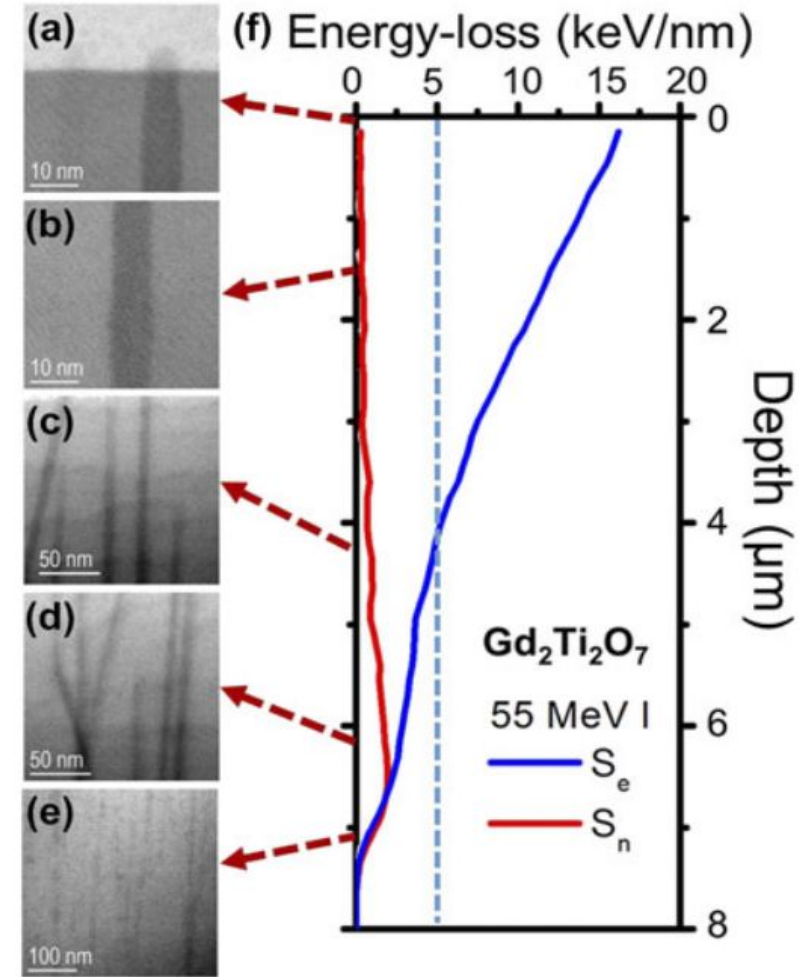 (a)
10 nm
(b)
10 nm
(c)
50 nm
(d)
50 nm
(e)
100 nm
(f) Energy-loss (keV/nm)
0 5 10 15 20
0
2
4
6
8
Depth (µm)
Gd₂Ti₂O₇
55 MeV I
Sₑ
Sₙ